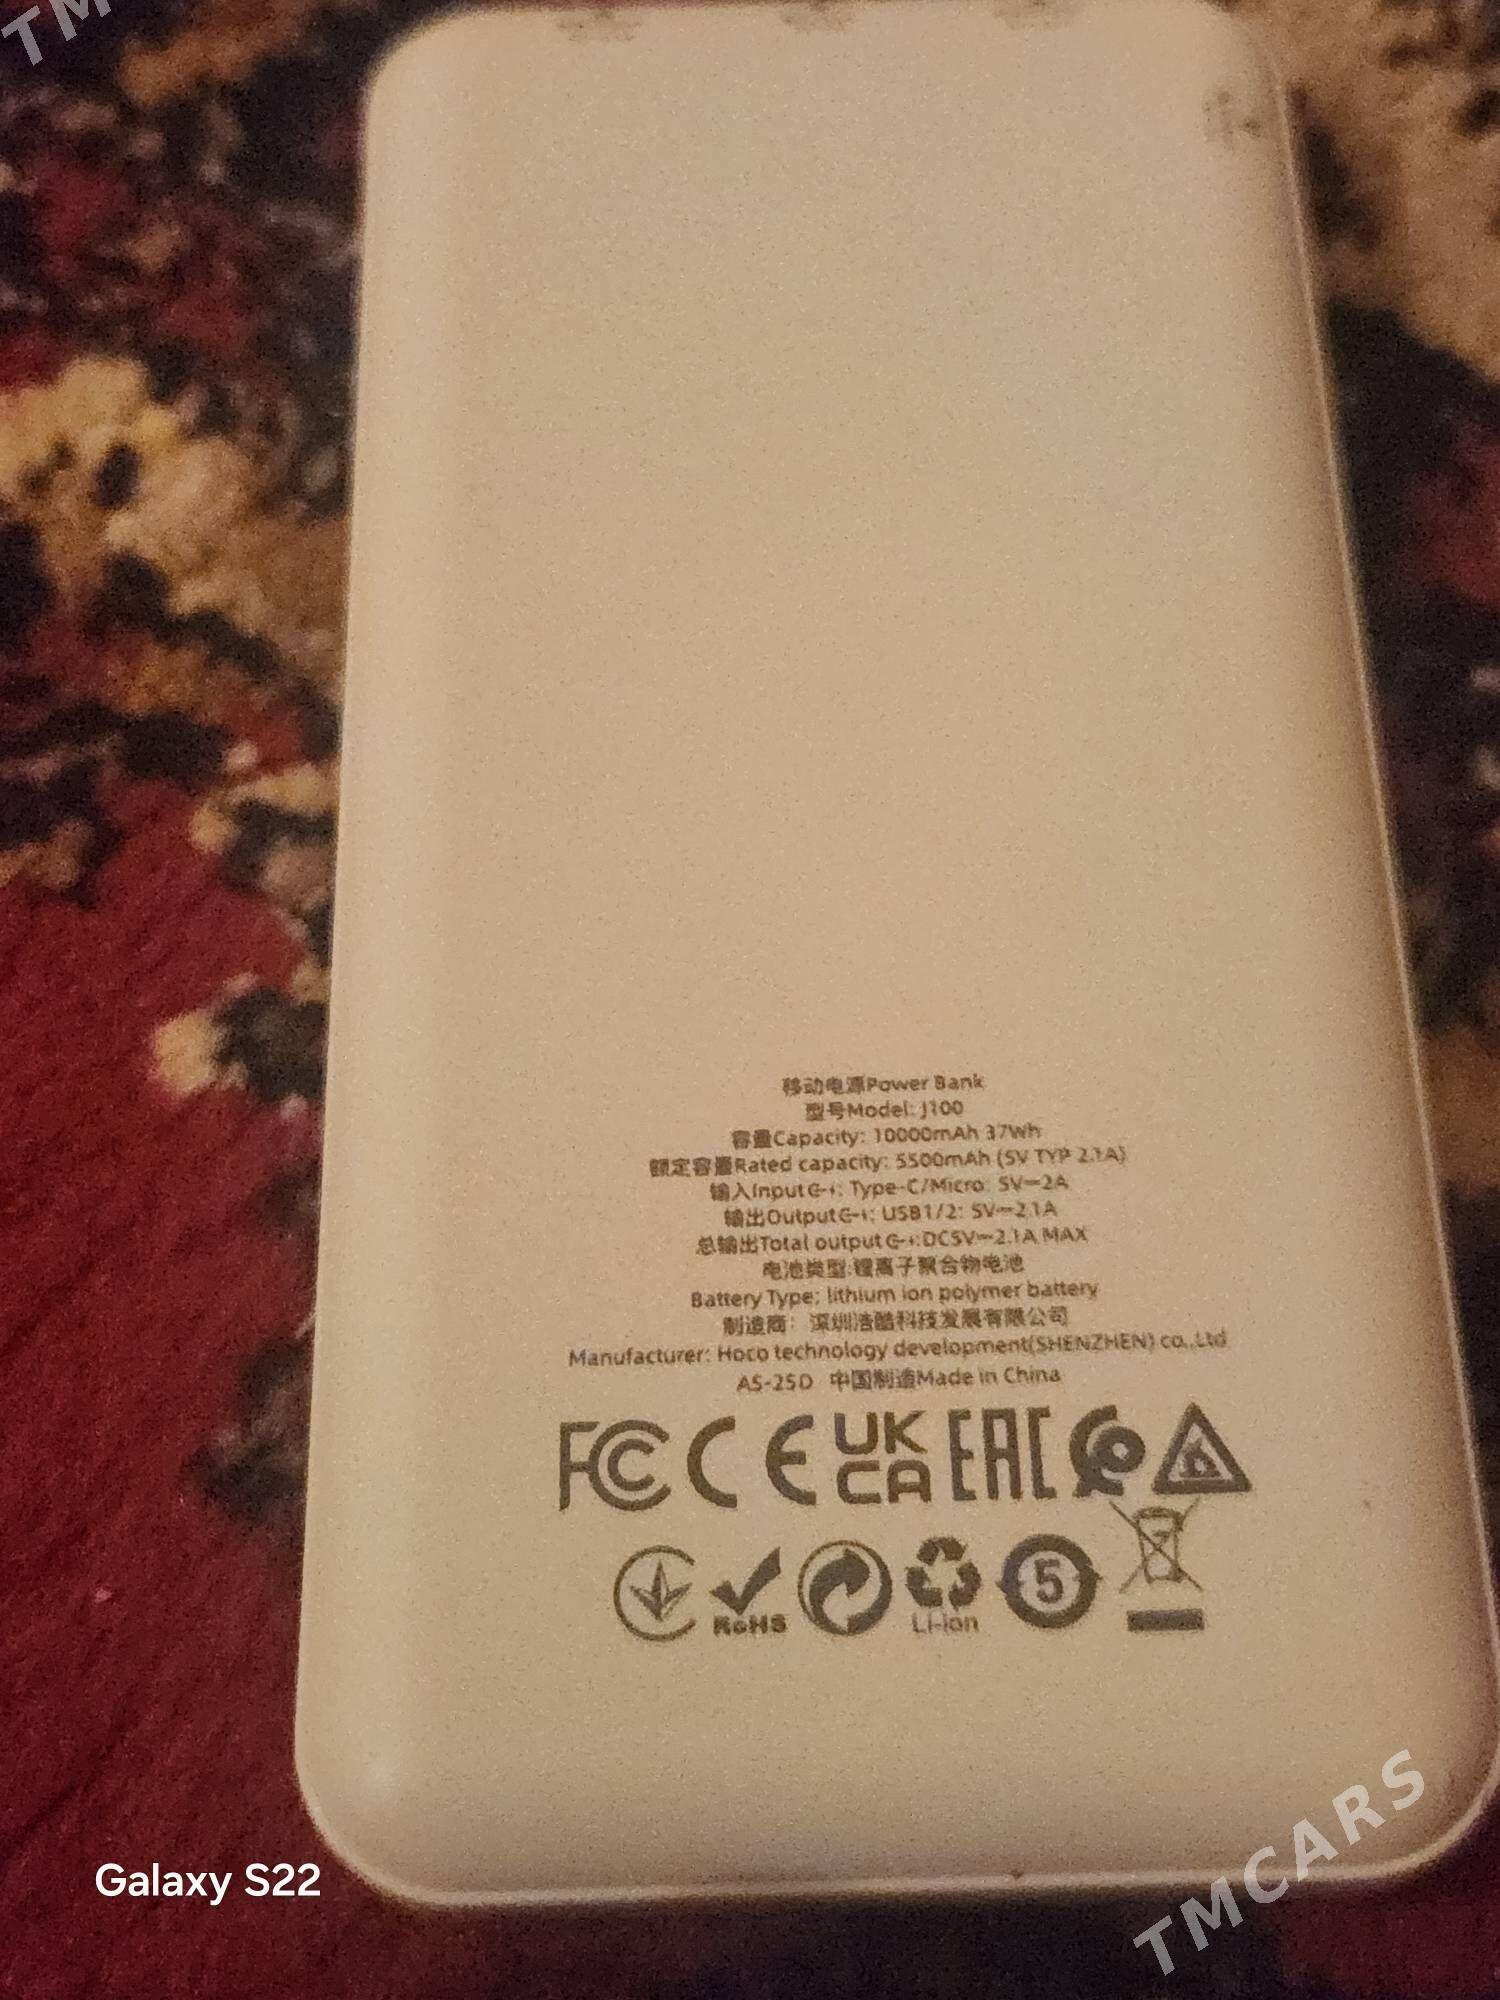 TM
移动电源Power Bank
型号Model: J100
容量Capacity: 10000mAh 37Wh
额定容量Rated capacity: 5500mAh (5V TYP 2.1A)
输入Input: Type-C/Micro: 5V⎓2A
输出Output: USB1/2: 5V⎓2.1A
总输出Total output: DC5V⎓2.1A MAX
电池类型:锂离子聚合物电池
Battery Type: lithium ion polymer battery
制造商：深圳浩酷科技发展有限公司
Manufacturer: Hoco technology development(SHENZHEN) co.,Ltd
AS-25D 中国制造Made in China
FC CE UK CA EAC 6
RoHS Li-ion 5
Galaxy S22
TMCARS